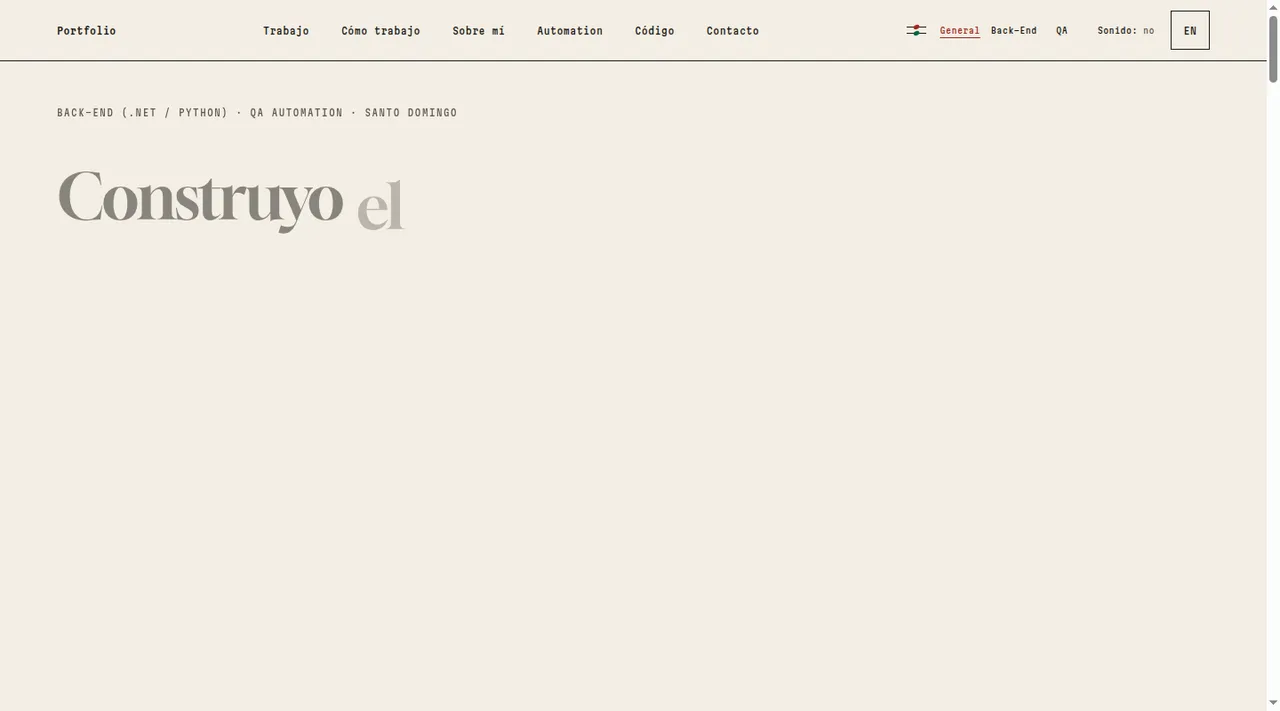 Portfolio Trabajo Cómo trabajo Sobre mí Automation Código Contacto General Back-End QA Sonido: no EN
BACK-END (.NET / PYTHON) · QA AUTOMATION · SANTO DOMINGO
Construyo el